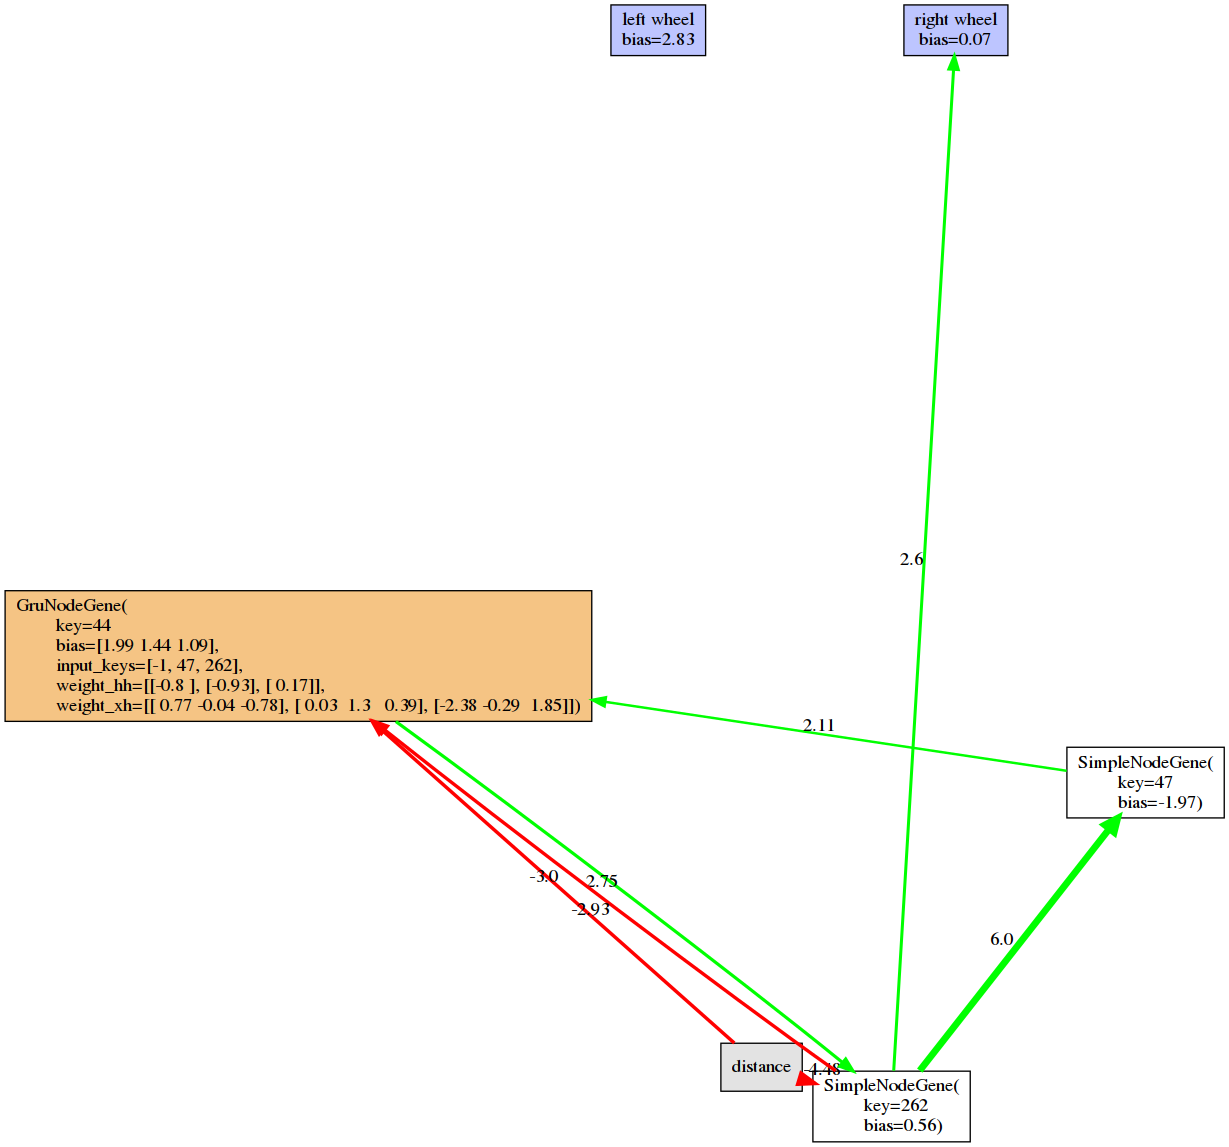 left wheel
bias=2.83
right wheel
bias=0.07
2.6
GruNodeGene(
key=44
bias=[1.99 1.44 1.09],
input_keys=[-1, 47, 262],
weight_hh=[[-0.8 ], [-0.93], [ 0.17]],
weight_xh=[[ 0.77 -0.04 -0.78], [ 0.03  1.3   0.39], [-2.38 -0.29  1.85]])
2.11
SimpleNodeGene(
key=47
bias=-1.97)
-3.0
2.75
-2.93
6.0
distance
-4.48
SimpleNodeGene(
key=262
bias=0.56)